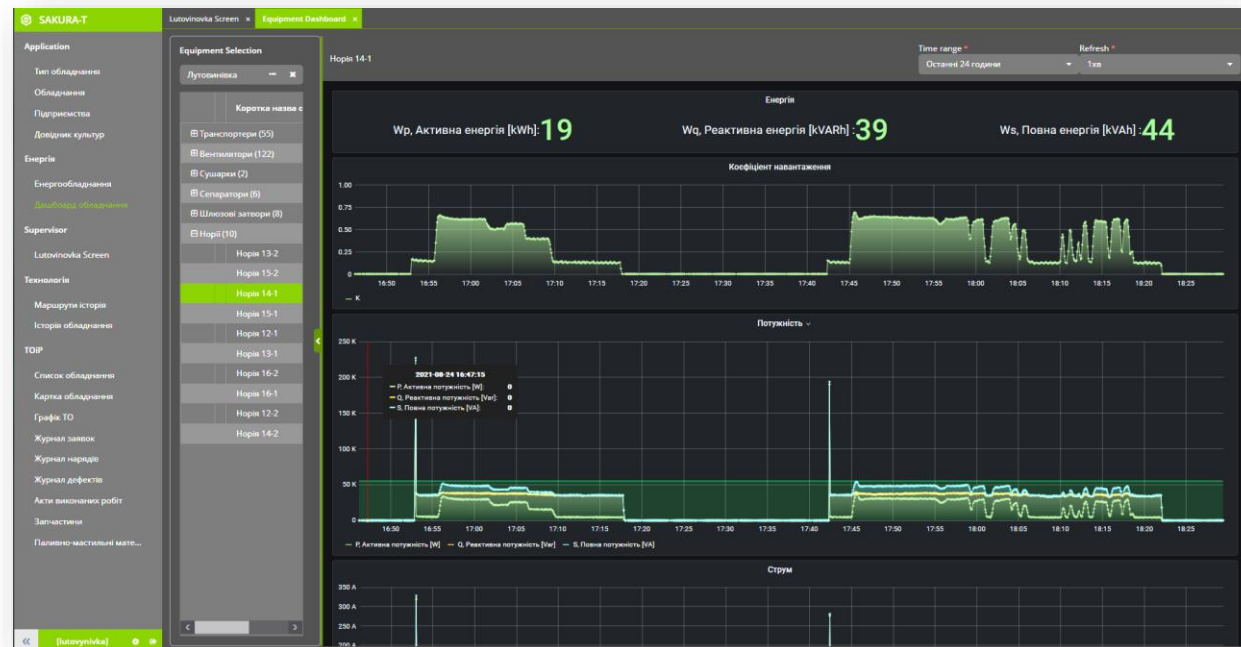 SAKURA-T
Application
Тип обладнання
Обладнання
Підприємства
Довідник культур
Енергія
Енергообладнання
Дашборд обладнання
Supervisor
Lutovinovka Screen
Технологія
Маршрути історія
Історія обладнання
ТОіР
Список обладнання
Картка обладнання
Графік ТО
Журнал заявок
Журнал нарядів
Журнал дефектів
Акти виконаних робіт
Запчастини
Паливно-мастильні мате...
[lutovynivka]
Lutovinovka Screen × Equipment Dashboard ×
Equipment Selection
Лутовинівка
Коротка назва с
Транспортери (55)
Вентилятори (122)
Сушарки (2)
Сепаратори (6)
Шлюзові затвори (8)
Норії (10)
Норія 13-2
Норія 15-2
Норія 14-1
Норія 15-1
Норія 12-1
Норія 13-1
Норія 16-2
Норія 16-1
Норія 12-2
Норія 14-2
Норія 14-1
Time range * Refresh *
Останні 24 години 1хв
Енергія
Wp, Активна енергія [kWh]: 19 Wq, Реактивна енергія [kVARh] : 39 Ws, Повна енергія [kVAh] : 44
Коефіцієнт навантаження
1.00
0.75
0.50
0.25
0
16:50 16:55 17:00 17:05 17:10 17:15 17:20 17:25 17:30 17:35 17:40 17:45 17:50 17:55 18:00 18:05 18:10 18:15 18:20 18:25
K
Потужність
250 K
200 K
150 K
100 K
50 K
0
2021-08-24 16:47:15
P, Активна потужність [W]: 0
Q, Реактивна потужність [Var]: 0
S, Повна потужність [VA]: 0
16:50 16:55 17:00 17:05 17:10 17:15 17:20 17:25 17:30 17:35 17:40 17:45 17:50 17:55 18:00 18:05 18:10 18:15 18:20 18:25
P, Активна потужність [W] Q, Реактивна потужність [Var] S, Повна потужність [VA]
Струм
350 A
300 A
250 A
200 A